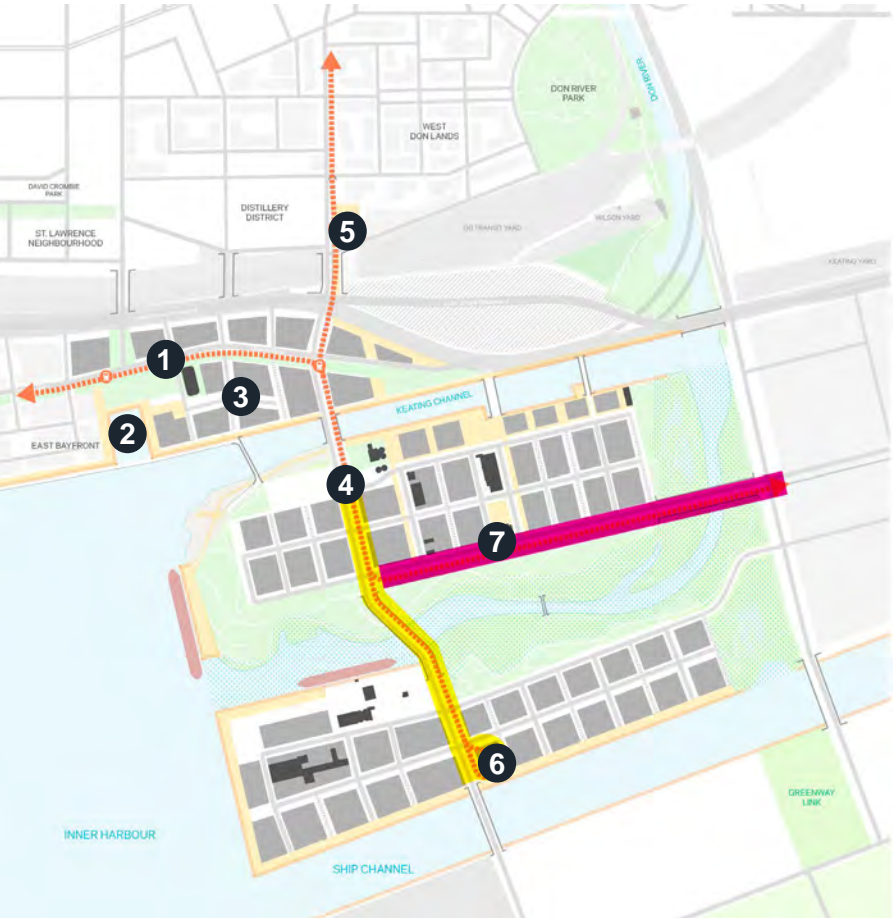 DON RIVER
PARK
DON RIVER
WEST
DON LANDS
DAVID CROMBIE
PARK
DISTILLERY
DISTRICT
ST. LAWRENCE
NEIGHBOURHOOD
5
WILSON YARD
KEATING YARD
1
3
KEATING CHANNEL
2
EAST BAYFRONT
4
7
6
GREENWAY
LINK
INNER HARBOUR
SHIP CHANNEL